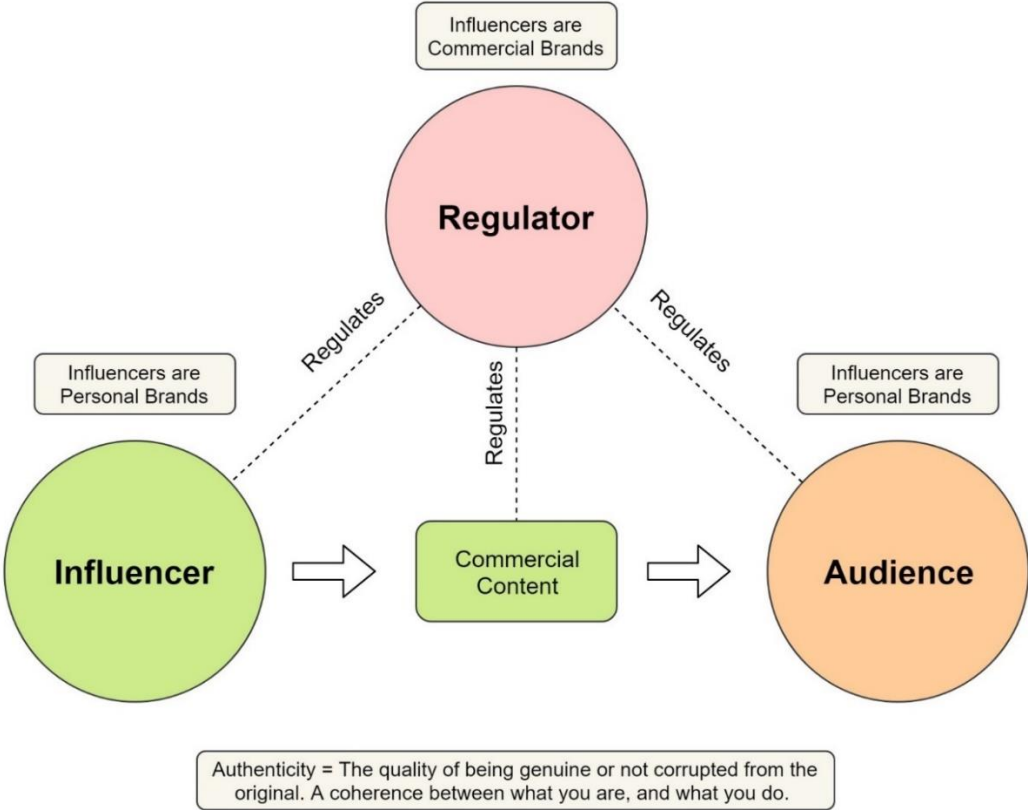 Influencers are
Commercial Brands
Regulator
Regulates
Regulates
Regulates
Influencers are
Personal Brands
Influencers are
Personal Brands
Influencer
Commercial
Content
Audience
Authenticity = The quality of being genuine or not corrupted from the
original. A coherence between what you are, and what you do.